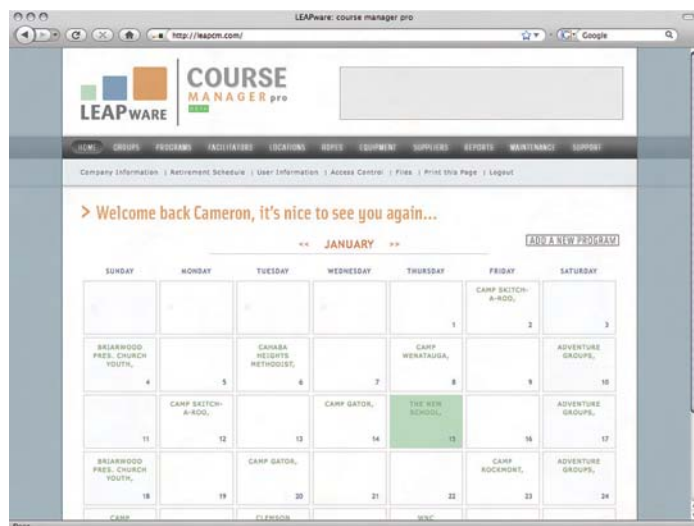 LEAPware: course manager pro
http://leapcm.com/
Google
LEAPWARE
COURSE
MANAGER pro
BETA
HOME GROUPS PROGRAMS FACILITATORS LOCATIONS ROPES EQUIPMENT SUPPLIERS REPORTS MAINTENANCE SUPPORT
Company Information | Retirement Schedule | User Information | Access Control | Files | Print this Page | Logout
> Welcome back Cameron, it's nice to see you again...
<< JANUARY >>
ADD A NEW PROGRAM
SUNDAY MONDAY TUESDAY WEDNESDAY THURSDAY FRIDAY SATURDAY
CAMP SKITCH-
A-ROO,
1 2 3
BRIARWOOD CAHABA CAMP ADVENTURE
PRES. CHURCH HEIGHTS WEKATAUGA, GROUPS,
YOUTH, METHODIST,
4 5 6 7 8 9 10
CAMP SKITCH- CAMP GATOR, THE NEW ADVENTURE
A-ROO, SCHOOL, GROUPS,
11 12 13 14 15 16 17
BRIARWOOD CAMP GATOR, CAMP ADVENTURE
PRES. CHURCH ROCKMONT, GROUPS,
YOUTH,
18 19 20 21 22 23 24
CAMP CLEMSON WNC